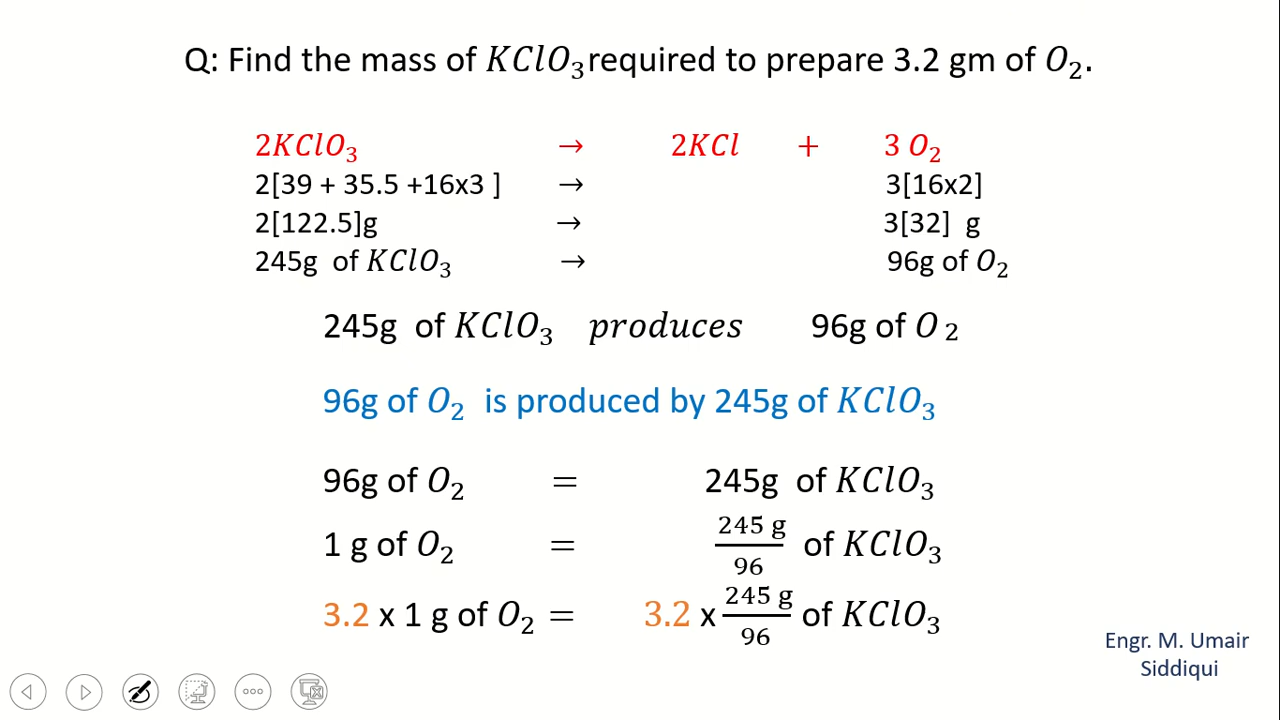 Q: Find the mass of KClO₃required to prepare 3.2 gm of O₂.
2KClO₃ → 2KCl + 3 O₂
2[39 + 35.5 +16x3 ] → 3[16x2]
2[122.5]g → 3[32] g
245g of KClO₃ → 96g of O₂
245g of KClO₃ produces 96g of O ₂
96g of O₂ is produced by 245g of KClO₃
96g of O₂ = 245g of KClO₃
1 g of O₂ = 245 g/96 of KClO₃
3.2 x 1 g of O₂ = 3.2 x 245 g/96 of KClO₃
Engr. M. Umair
Siddiqui